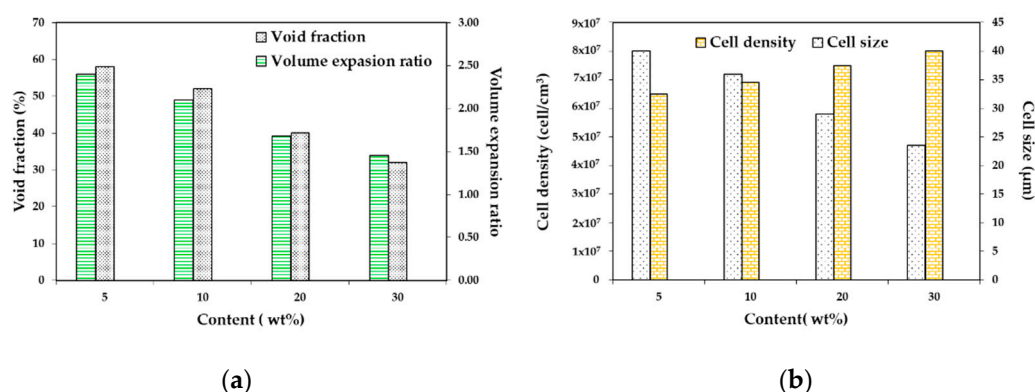 70
60
50
40
30
20
10
0
Void fraction (%)
3.00
2.50
2.00
1.50
1.00
0.50
0.00
Volume expansion ratio
Void fraction
Volume expasion ratio
5 10 20 30
Content ( wt%)
(a)
9x10⁷
8x10⁷
7x10⁷
6x10⁷
5x10⁷
4x10⁷
3x10⁷
2x10⁷
1x10⁷
0
Cell density (cell/cm³)
45
40
35
30
25
20
15
10
5
0
Cell size (µm)
Cell density Cell size
5 10 20 30
Content( wt%)
(b)